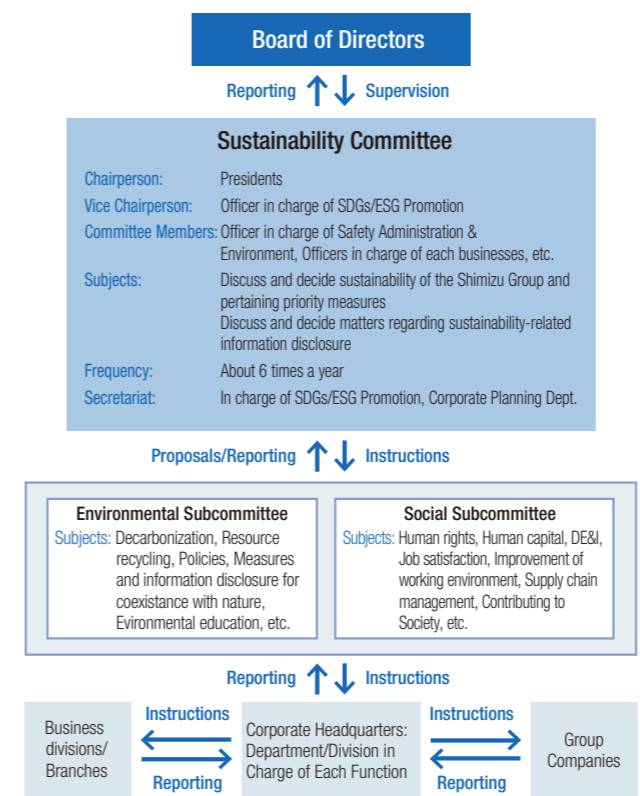 Board of Directors
Reporting
Supervision
Sustainability Committee
Chairperson: Presidents
Vice Chairperson: Officer in charge of SDGs/ESG Promotion
Committee Members: Officer in charge of Safety Administration &
Environment, Officers in charge of each businesses, etc.
Subjects: Discuss and decide sustainability of the Shimizu Group and
pertaining priority measures
Discuss and decide matters regarding sustainability-related
information disclosure
Frequency: About 6 times a year
Secretariat: In charge of SDGs/ESG Promotion, Corporate Planning Dept.
Proposals/Reporting
Instructions
Environmental Subcommittee
Subjects: Decarbonization, Resource
recycling, Policies, Measures
and information disclosure for
coexistance with nature,
Evironmental education, etc.
Social Subcommittee
Subjects: Human rights, Human capital, DE&I,
Job satisfaction, Improvement of
working environment, Supply chain
management, Contributing to
Society, etc.
Reporting
Instructions
Business
divisions/
Branches
Instructions
Reporting
Corporate Headquarters:
Department/Division in
Charge of Each Function
Instructions
Reporting
Group
Companies